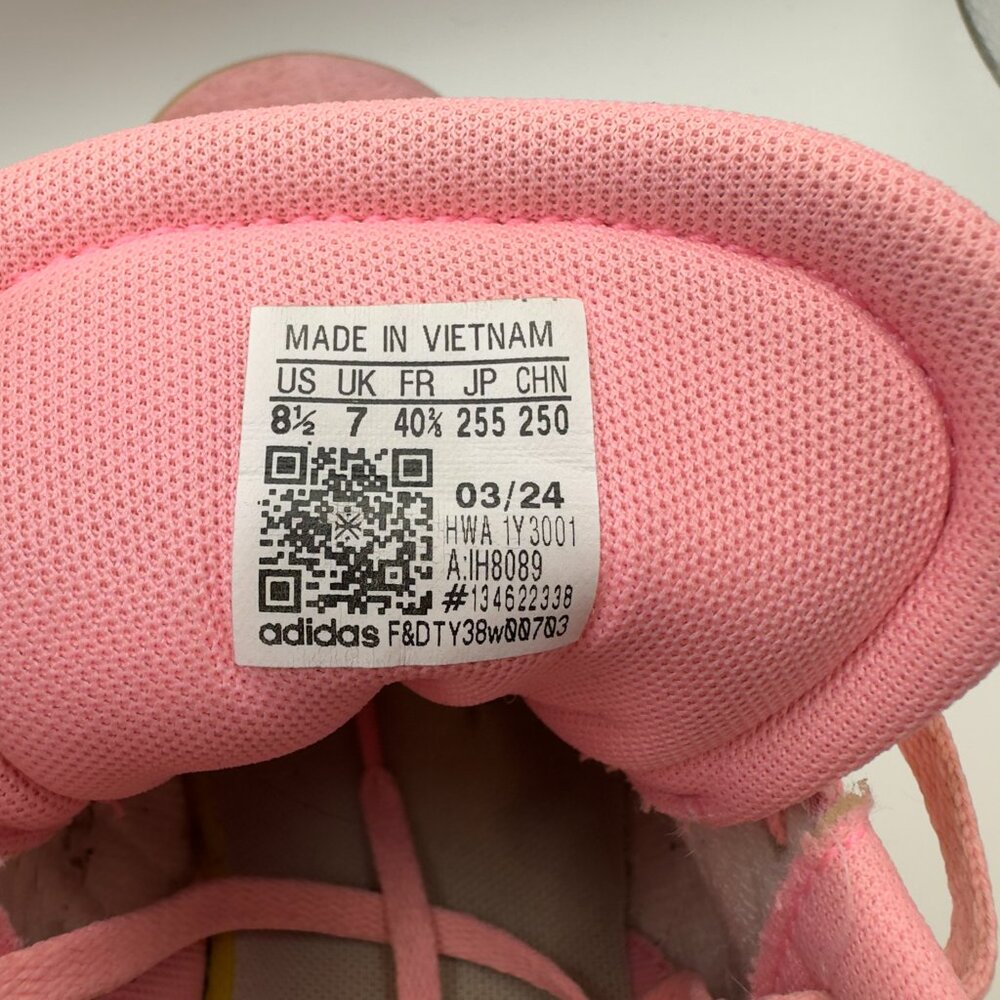 MADE IN VIETNAM
US UK FR JP CHN
8½ 7 40⅔ 255 250
03/24
HWA 1Y3001
A:IH8089
#134622338
adidas F&DTY38w00703